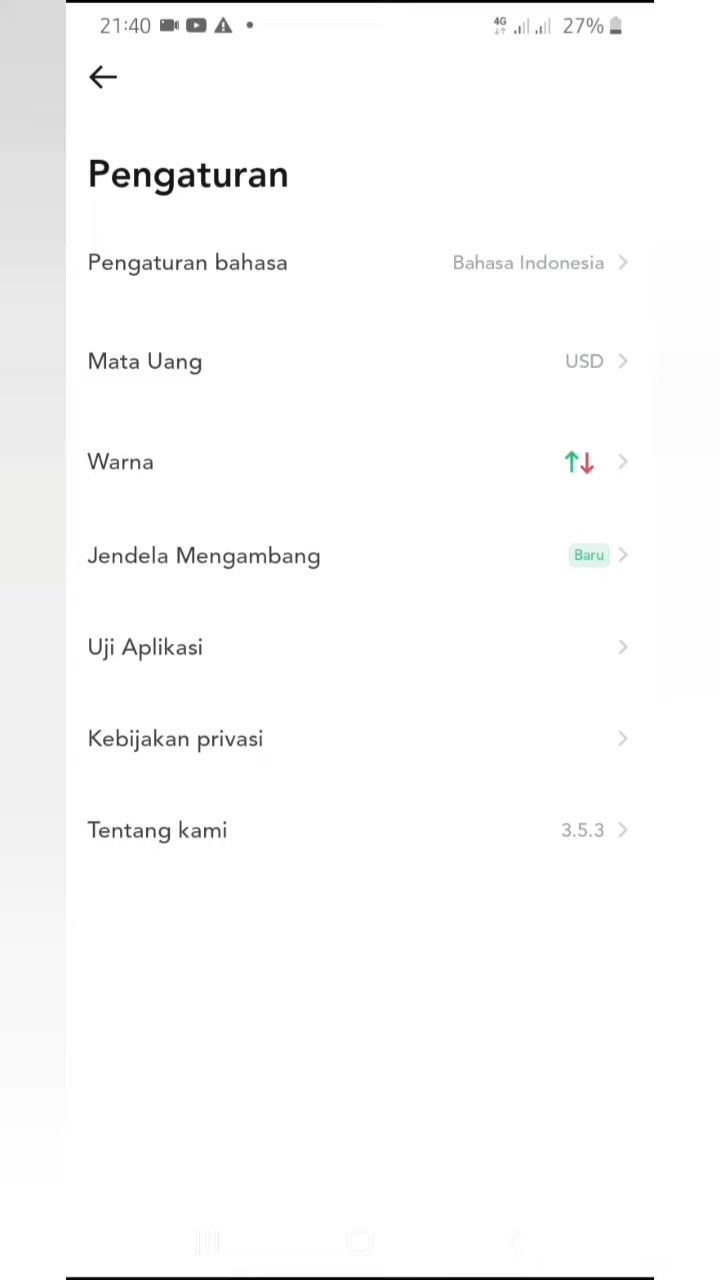 21:40
4G 27%
Pengaturan
Pengaturan bahasa Bahasa Indonesia
Mata Uang USD
Warna
Jendela Mengambang Baru
Uji Aplikasi
Kebijakan privasi
Tentang kami 3.5.3